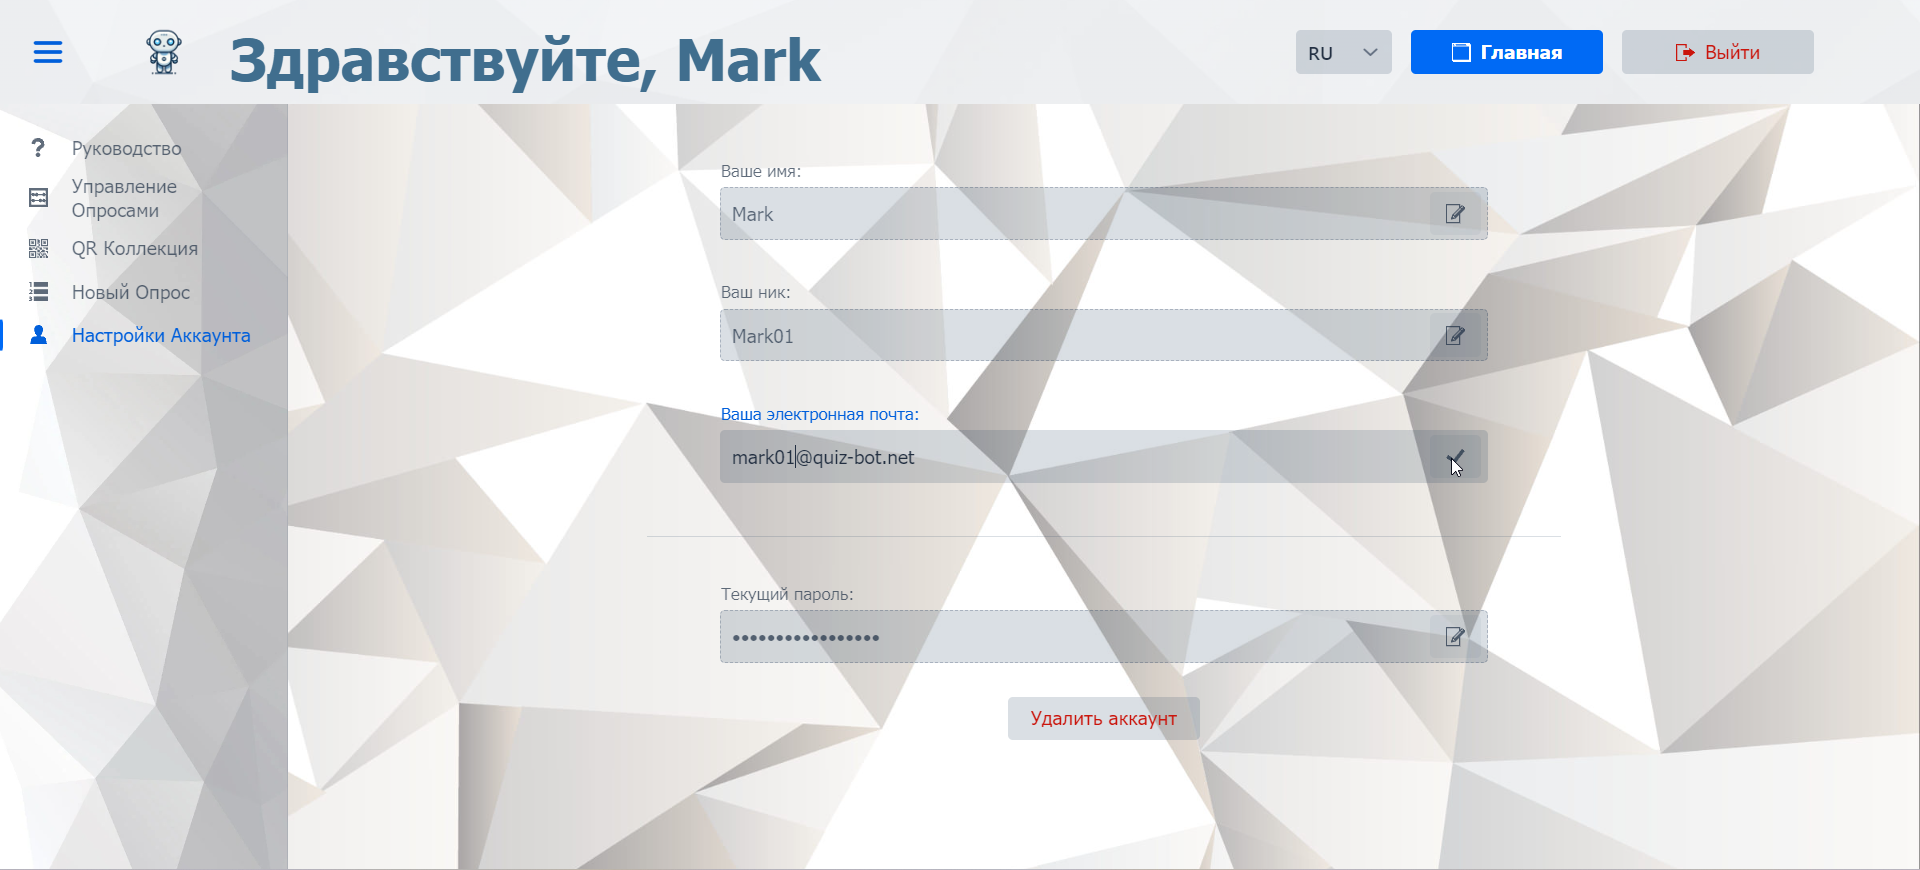 Здравствуйте, Mark
RU
Главная
Выйти
Руководство
Управление
Опросами
QR Коллекция
Новый Опрос
Настройки Аккаунта
Ваше имя:
Mark
Ваш ник:
Mark01
Ваша электронная почта:
mark01@quiz-bot.net
Текущий пароль:
•••••••••••••••••
Удалить аккаунт